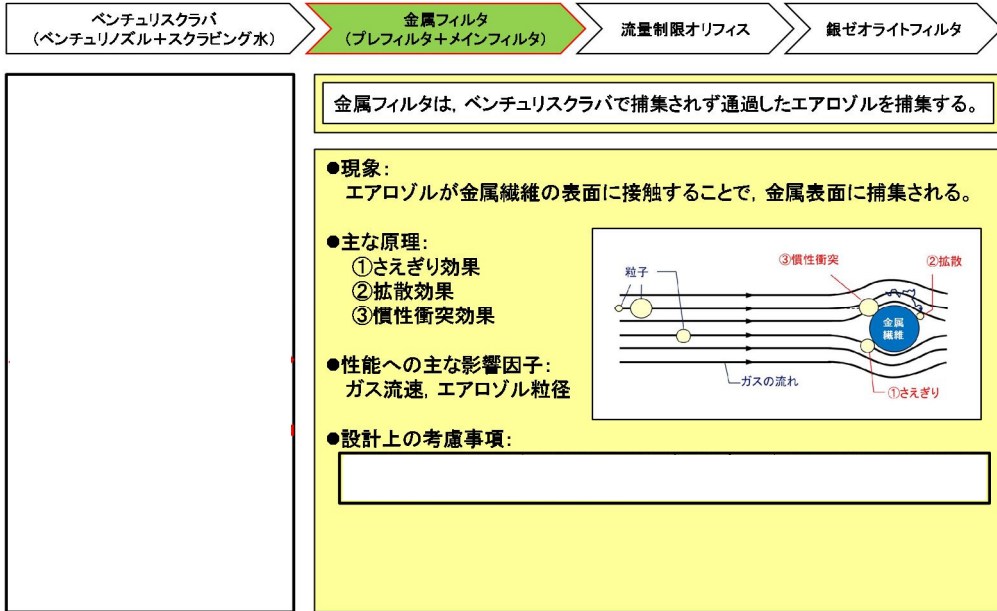 ベンチュリスクラバ
(ベンチュリノズル+スクラビング水)
金属フィルタ
(プレフィルタ+メインフィルタ)
流量制限オリフィス
銀ゼオライトフィルタ
金属フィルタは,ベンチュリスクラバで捕集されず通過したエアロゾルを捕集する。
●現象:
エアロゾルが金属繊維の表面に接触することで,金属表面に捕集される。
●主な原理:
①さえぎり効果
②拡散効果
③慣性衝突効果
●性能への主な影響因子:
ガス流速,エアロゾル粒径
●設計上の考慮事項:
粒子
③慣性衝突
②拡散
金属
繊維
ガスの流れ
①さえぎり